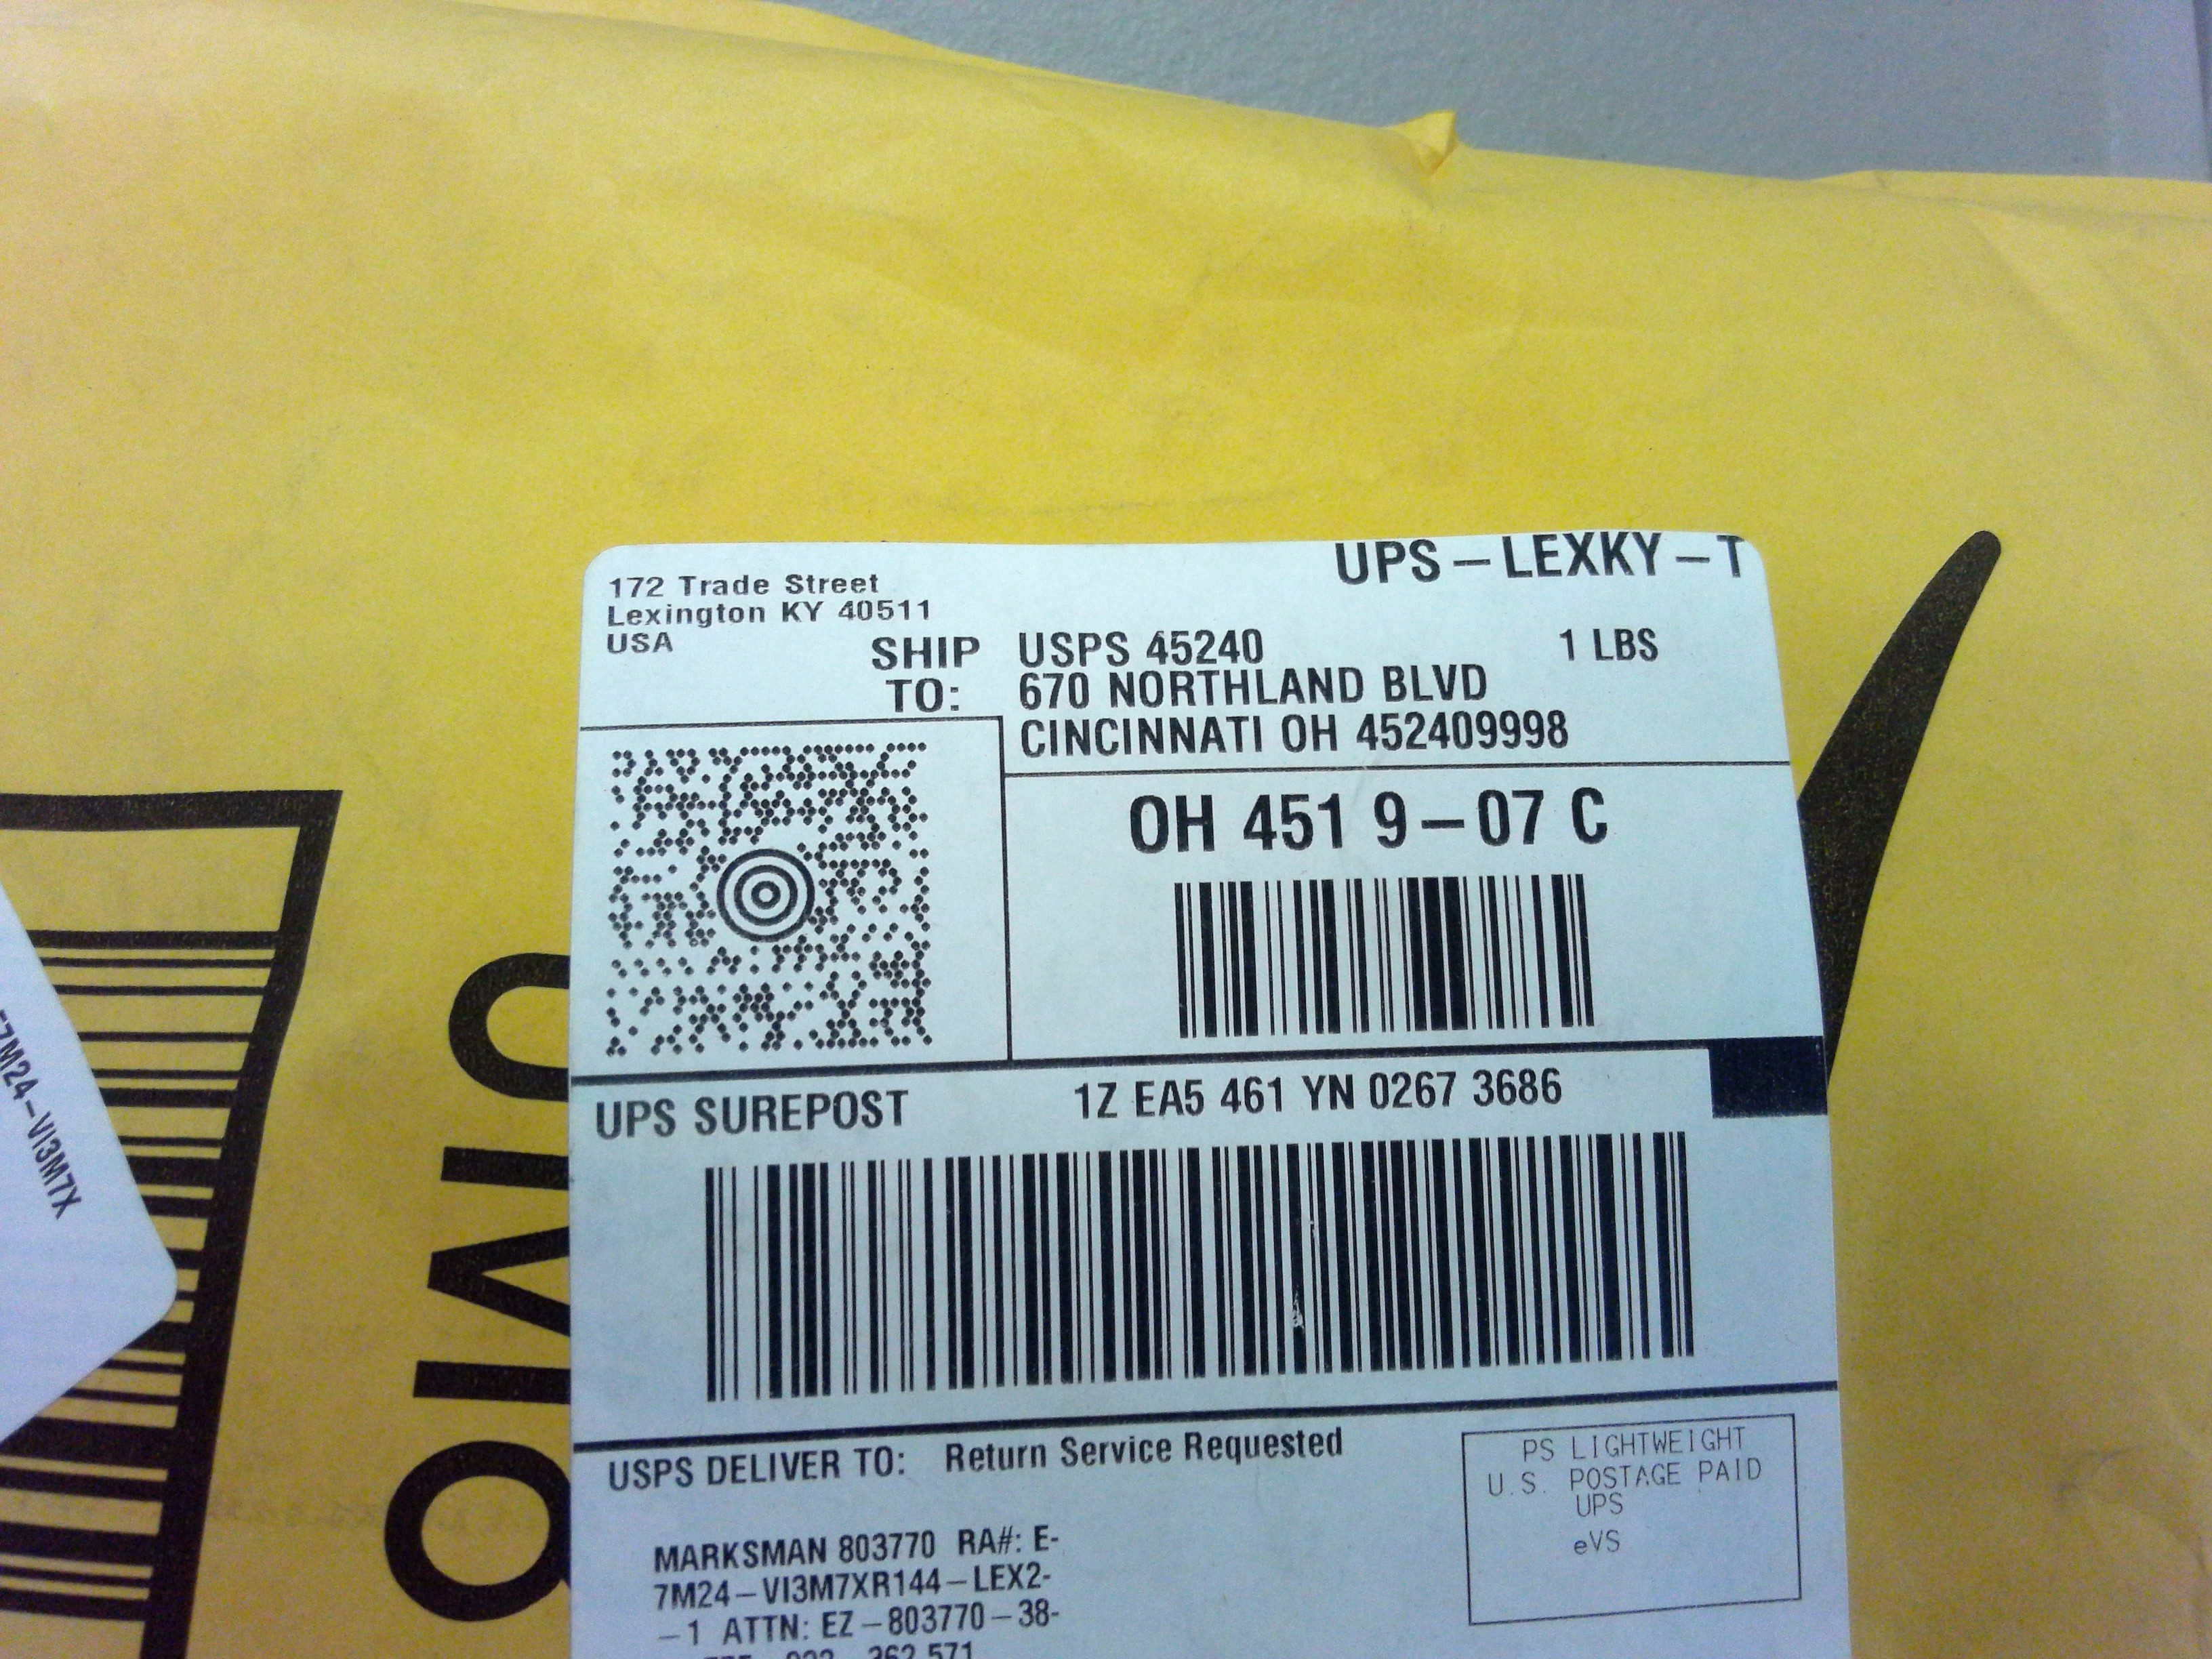 UPS – LEXKY – T
172 Trade Street
Lexington KY 40511
USA
SHIP TO:
USPS 45240 1 LBS
670 NORTHLAND BLVD
CINCINNATI OH 452409998
OH 451 9 – 07 C
UPS SUREPOST 1Z EA5 461 YN 0267 3686
USPS DELIVER TO: Return Service Requested
PS LIGHTWEIGHT
U.S. POSTAGE PAID
UPS
eVS
MARKSMAN 803770 RA#: E-
7M24 – VI3M7XR144 – LEX2-
– 1 ATTN: EZ – 803770 – 38-
362 571
7M24 – VI3M7X